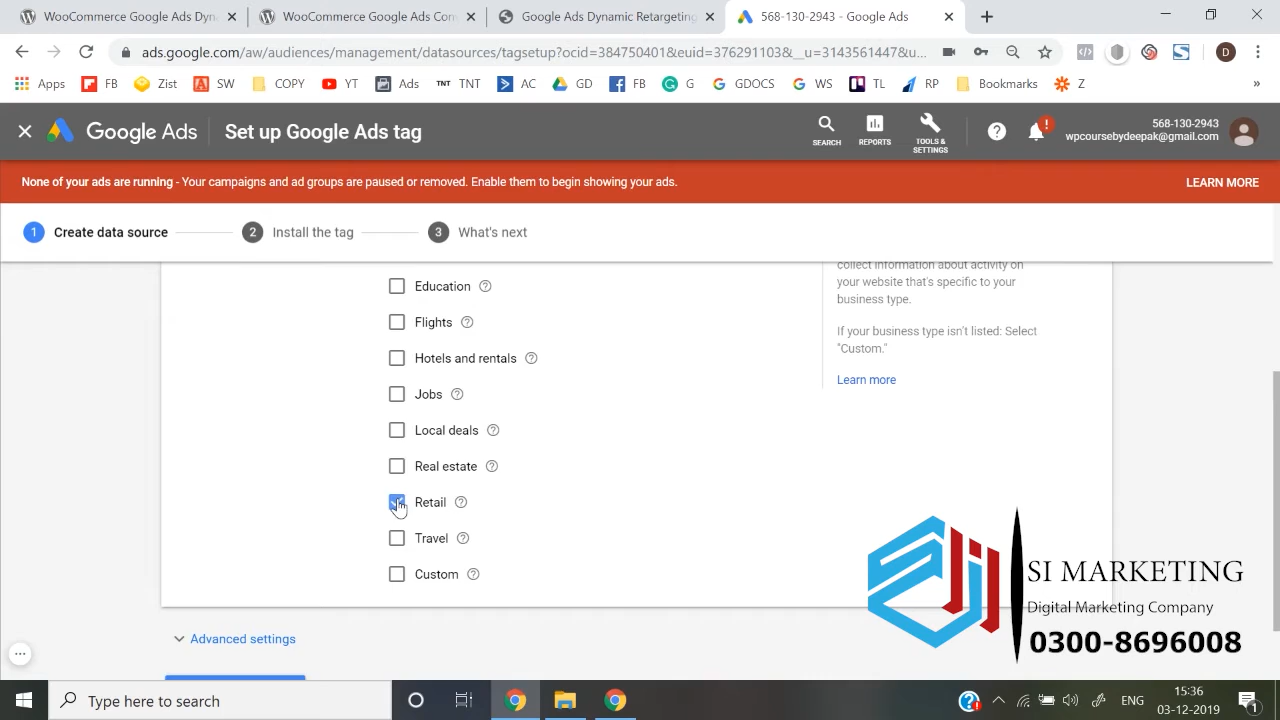 WooCommerce Google Ads Dyn
WooCommerce Google Ads Com
Google Ads Dynamic Retargeting
568-130-2943 - Google Ads
ads.google.com/aw/audiences/management/datasources/tagsetup?ocid=384750401&euid=376291103&__u=3143561447&u...
D
Apps
FB
Zist
SW
COPY
YT
Ads
TNT TNT
AC
GD
FB
G
GDOCS
WS
TL
RP
Bookmarks
Z
»
Google Ads
Set up Google Ads tag
SEARCH
REPORTS
TOOLS &
SETTINGS
568-130-2943
wpcoursebydeepak@gmail.com
None of your ads are running - Your campaigns and ad groups are paused or removed. Enable them to begin showing your ads.
LEARN MORE
1 Create data source
2 Install the tag
3 What's next
Education
Flights
Hotels and rentals
Jobs
Local deals
Real estate
Retail
Travel
Custom
collect information about activity on
your website that's specific to your
business type.
If your business type isn't listed: Select
"Custom."
Learn more
Advanced settings
SI MARKETING
Digital Marketing Company
0300-8696008
Type here to search
ENG
15:36
03-12-2019
1